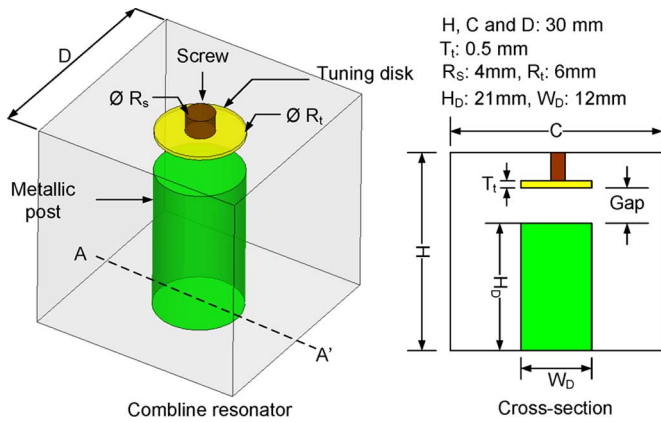 H, C and D: 30 mm
Tt: 0.5 mm
Rs: 4mm, Rt: 6mm
HD: 21mm, WD: 12mm
D
Screw
Tuning disk
Ø Rs
Ø Rt
Metallic
post
A
A'
Combline resonator
C
Tt
Gap
H
HD
WD
Cross-section